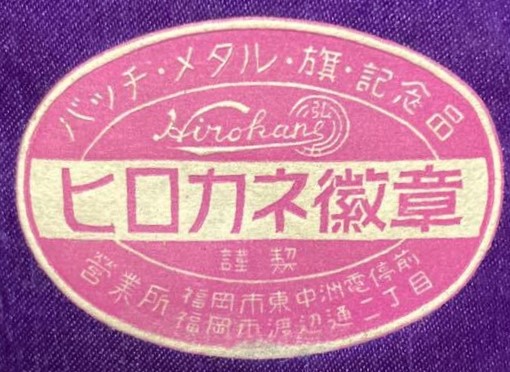 バッチ・メタル・旗・記念品
Hirokane
弘
ヒロカネ徽章
謹製
営業所 福岡市東中洲電停前
福岡市渡辺通二丁目